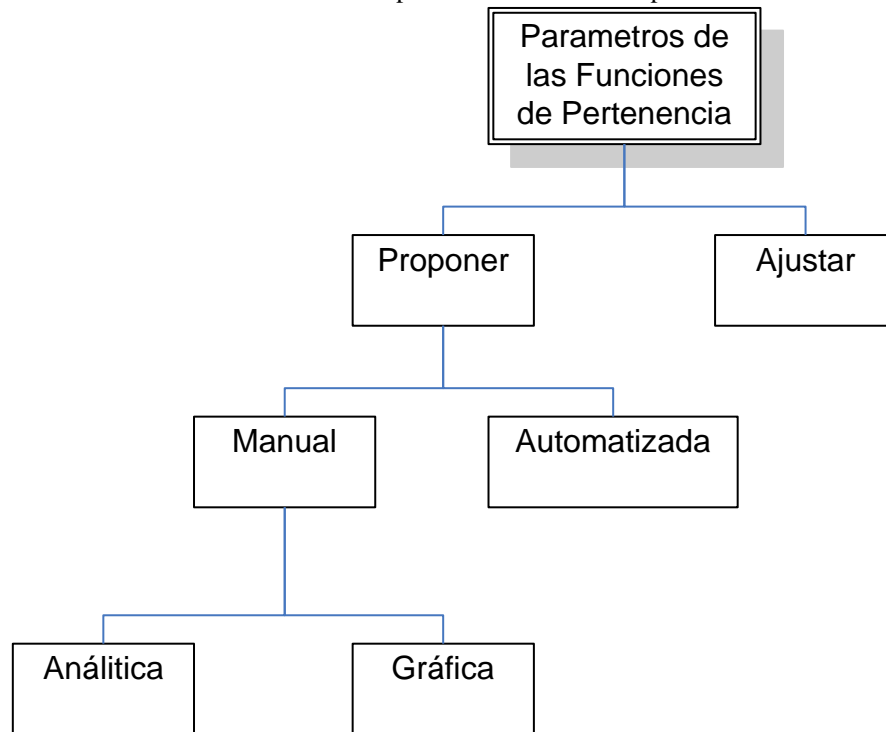 Parametros de
las Funciones
de Pertenencia
Proponer
Ajustar
Manual
Automatizada
Análitica
Gráfica